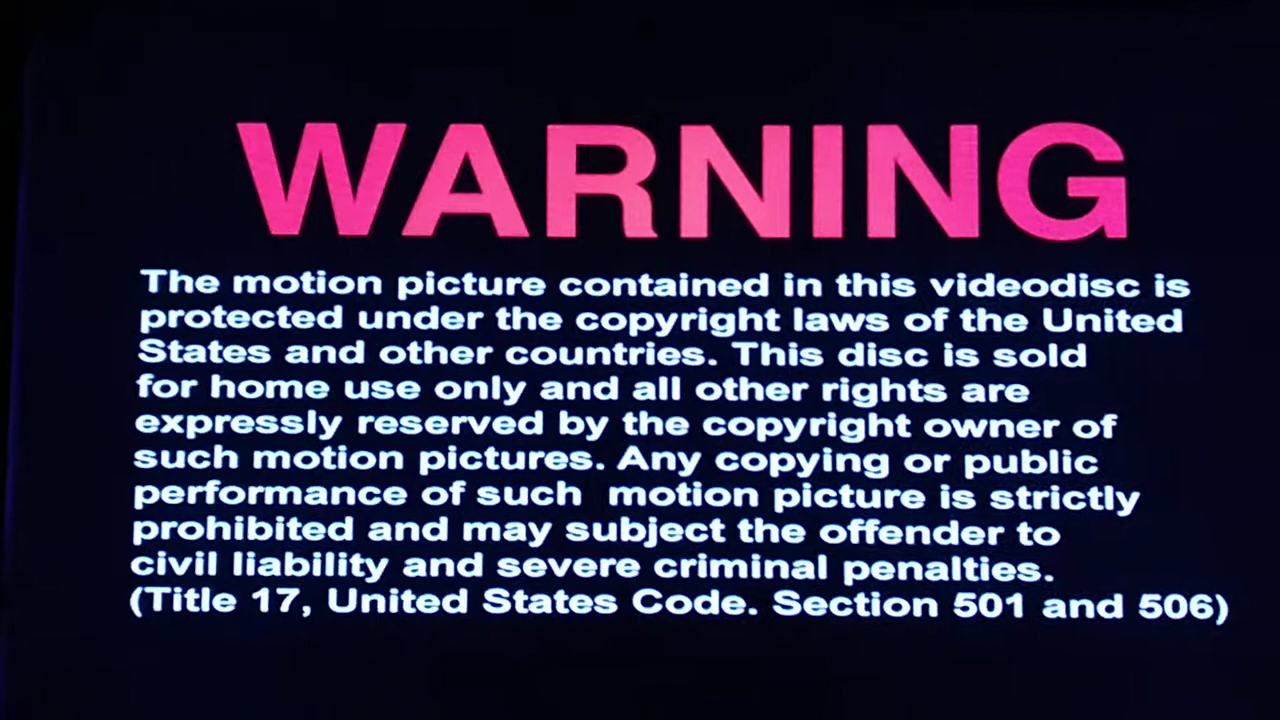 WARNING
The motion picture contained in this videodisc is
protected under the copyright laws of the United
States and other countries. This disc is sold
for home use only and all other rights are
expressly reserved by the copyright owner of
such motion pictures. Any copying or public
performance of such  motion picture is strictly
prohibited and may subject the offender to
civil liability and severe criminal penalties.
(Title 17, United States Code. Section 501 and 506)